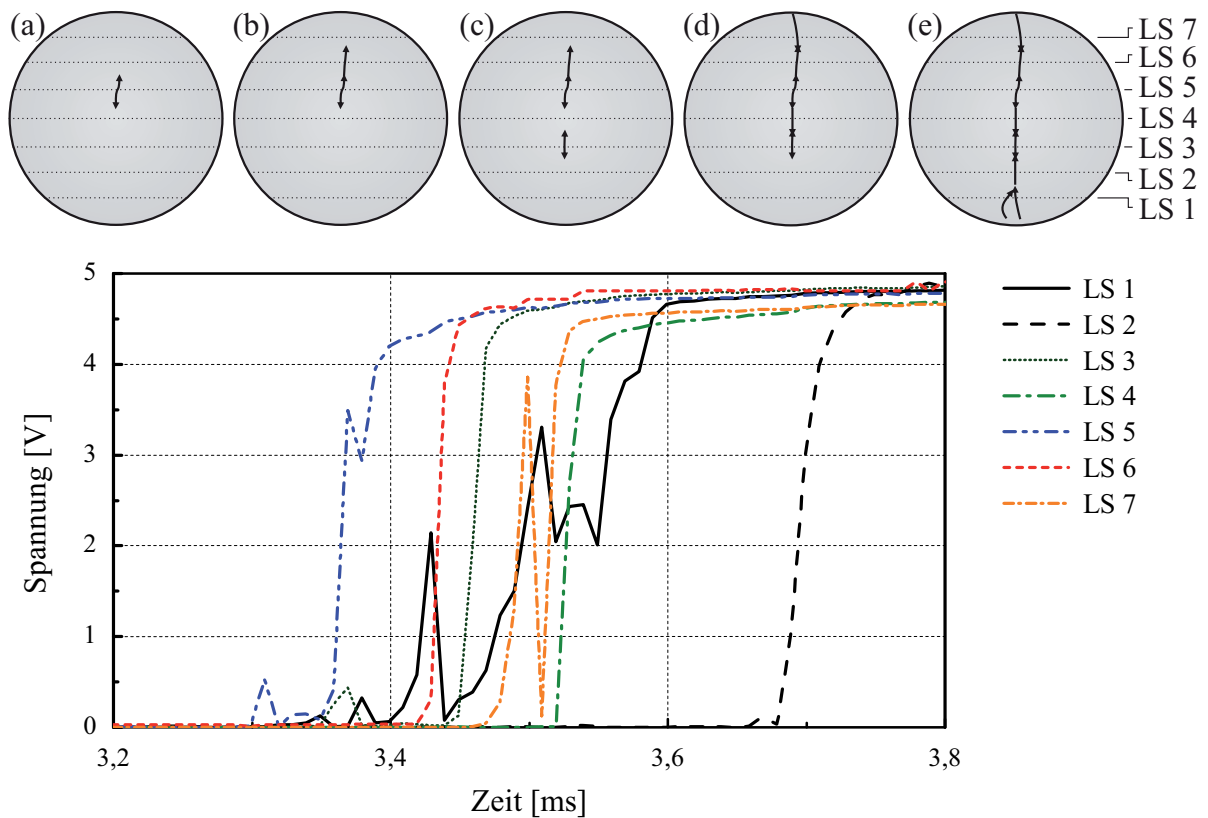 (a) (b) (c) (d) (e)
LS 7
LS 6
LS 5
LS 4
LS 3
LS 2
LS 1
5
4
3
2
1
0
Spannung [V]
3,2 3,4 3,6 3,8
Zeit [ms]
LS 1
LS 2
LS 3
LS 4
LS 5
LS 6
LS 7